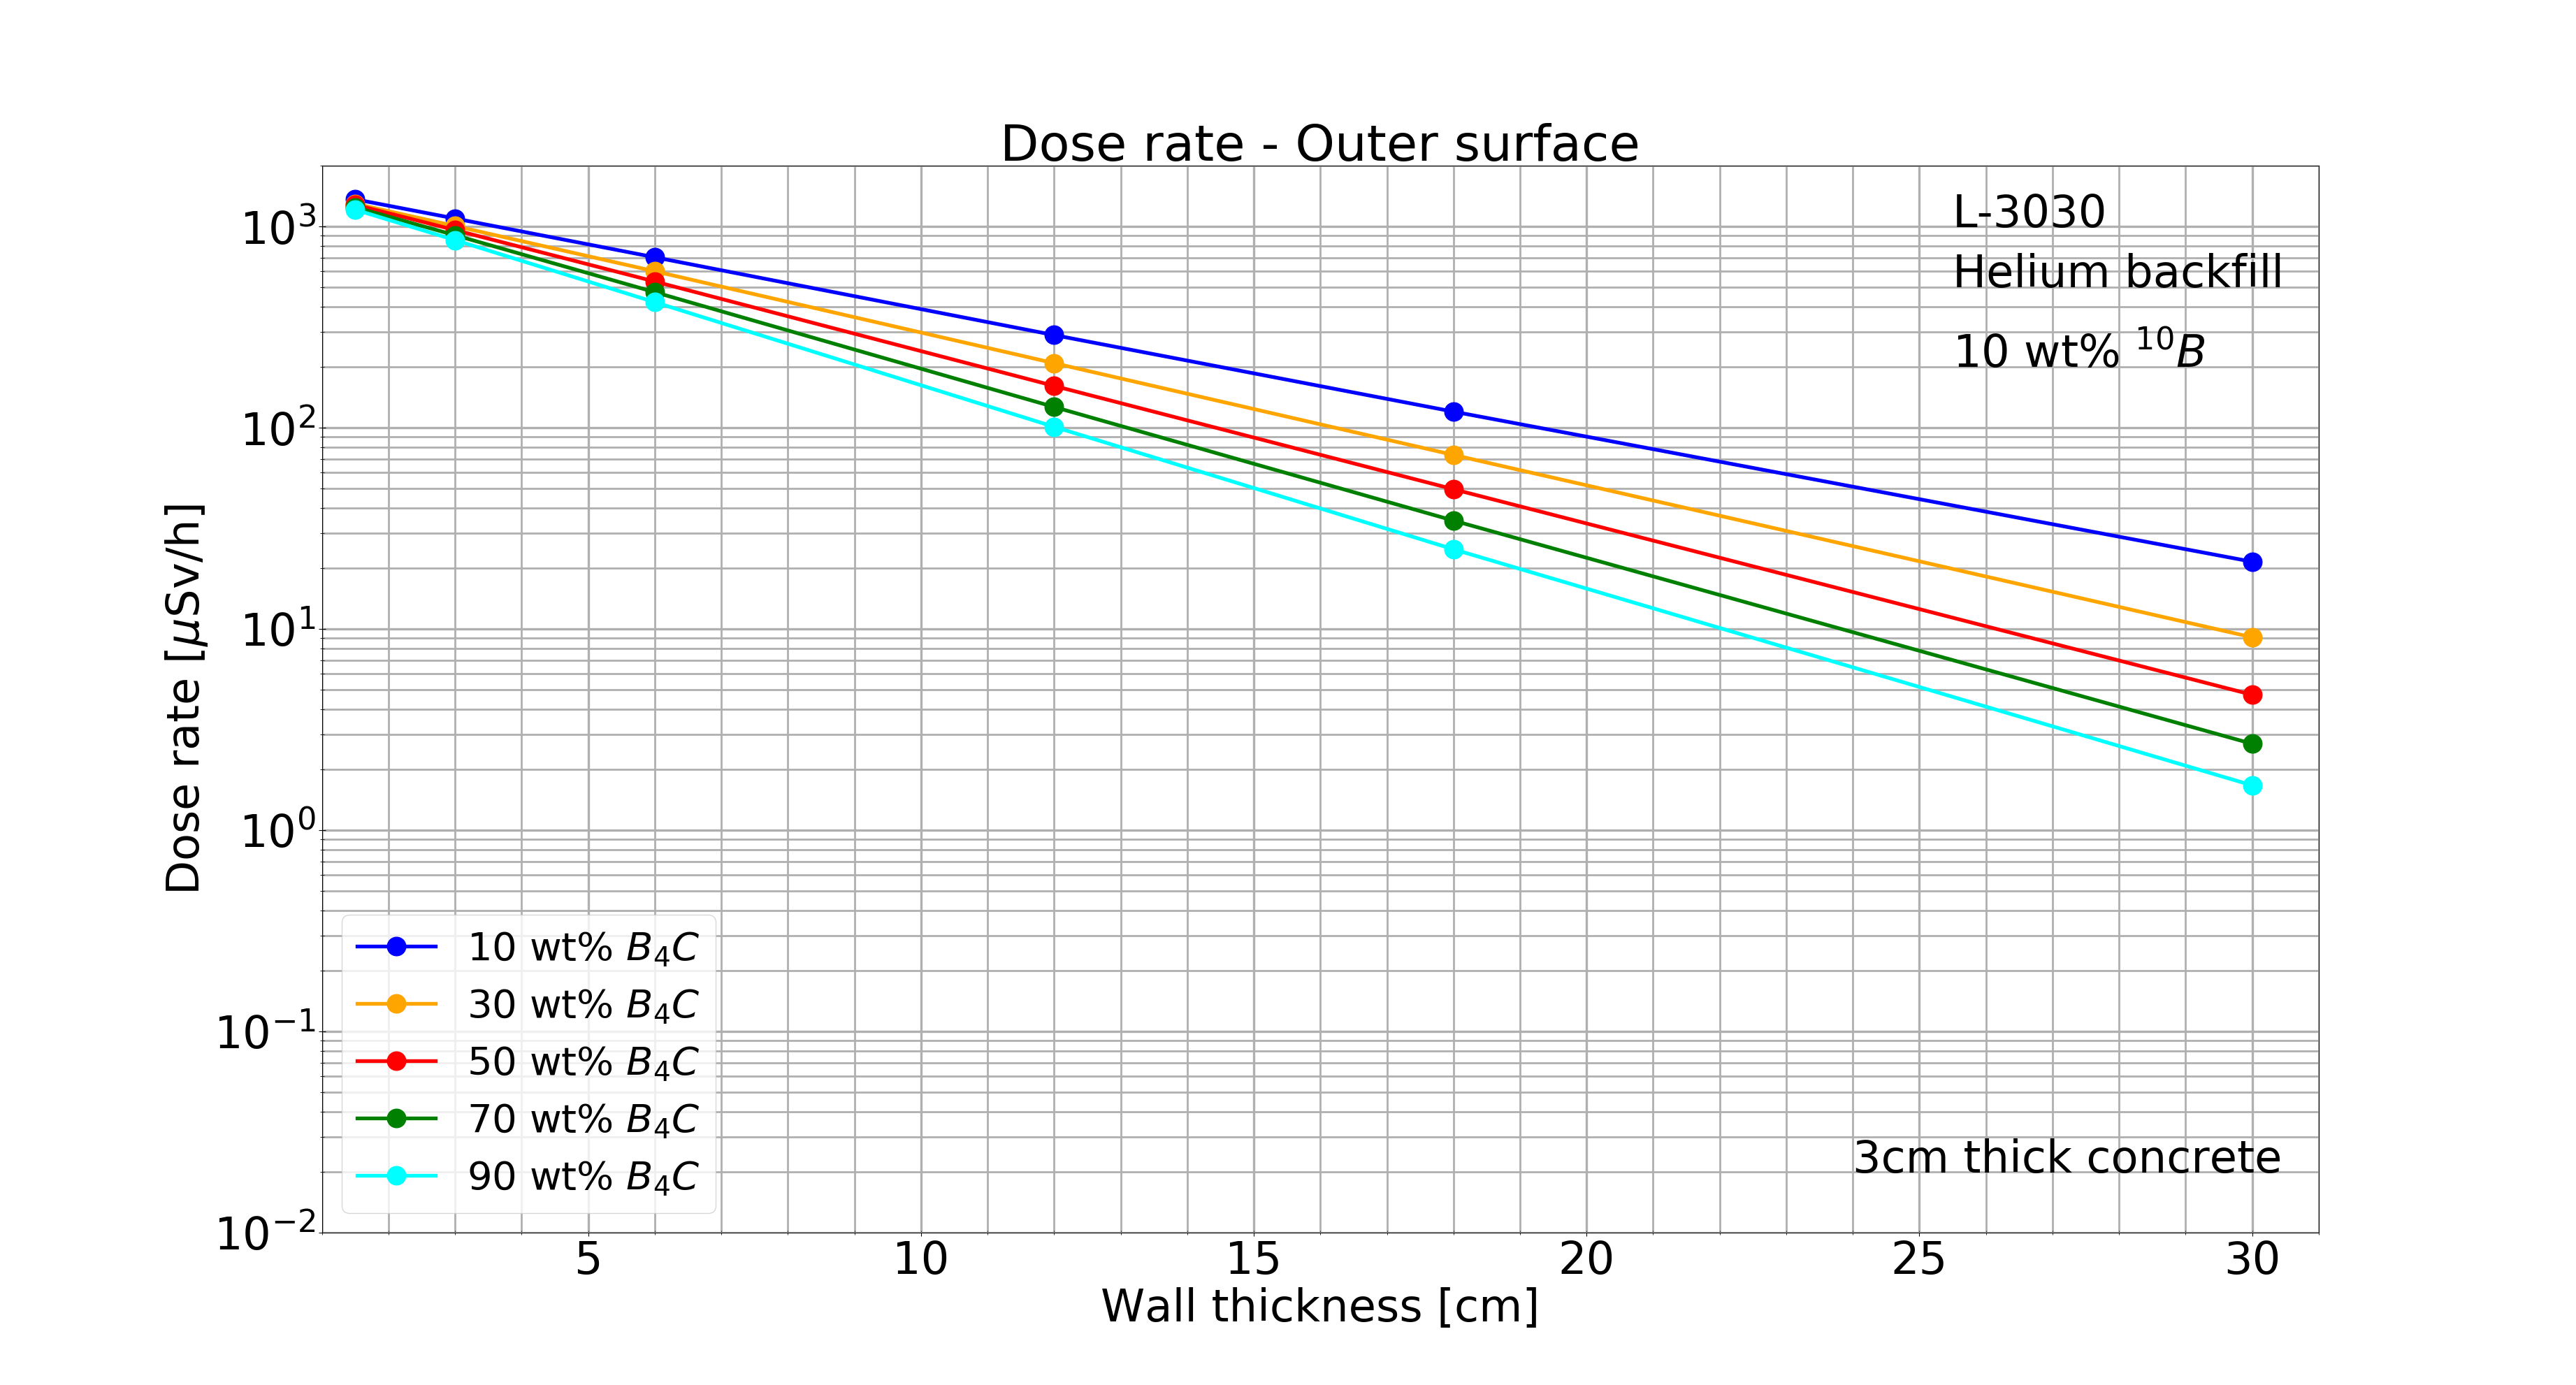 Dose rate - Outer surface
L-3030
Helium backfill
10 wt% ¹⁰B
Dose rate [μSv/h]
10³
10²
10¹
10⁰
10⁻¹
10⁻²
10 wt% B₄C
30 wt% B₄C
50 wt% B₄C
70 wt% B₄C
90 wt% B₄C
3cm thick concrete
5 10 15 20 25 30
Wall thickness [cm]